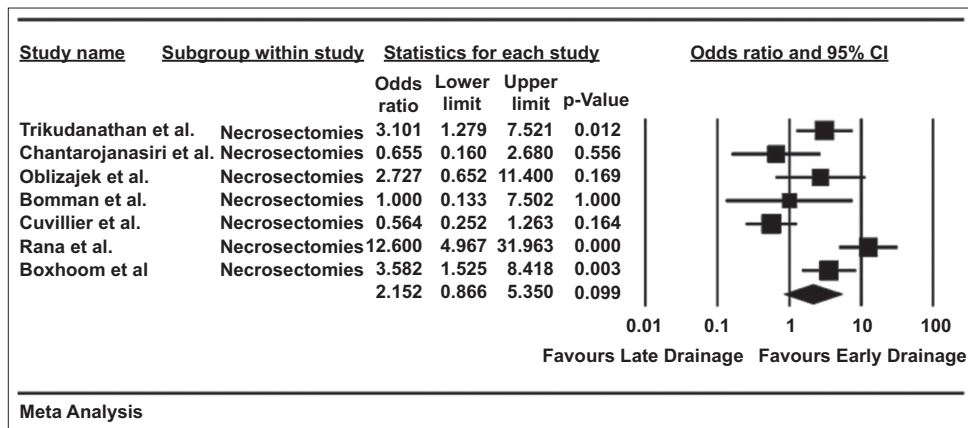 Study name Subgroup within study Statistics for each study Odds ratio and 95% CI
Odds ratio Lower limit Upper limit p-Value
Trikudanathan et al. Necrosectomies 3.101 1.279 7.521 0.012
Chantarojanasiri et al. Necrosectomies 0.655 0.160 2.680 0.556
Oblizajek et al. Necrosectomies 2.727 0.652 11.400 0.169
Bomman et al. Necrosectomies 1.000 0.133 7.502 1.000
Cuvillier et al. Necrosectomies 0.564 0.252 1.263 0.164
Rana et al. Necrosectomies 12.600 4.967 31.963 0.000
Boxhoom et al Necrosectomies 3.582 1.525 8.418 0.003
2.152 0.866 5.350 0.099
0.01 0.1 1 10 100
Favours Late Drainage Favours Early Drainage
Meta Analysis